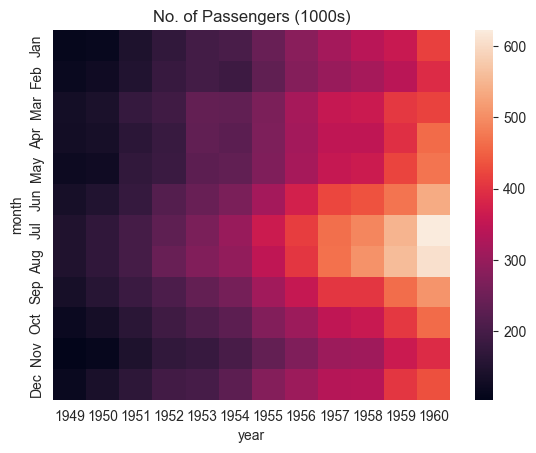 No. of Passengers (1000s)
month
Jan
Feb
Mar
Apr
May
Jun
Jul
Aug
Sep
Oct
Nov
Dec
1949 1950 1951 1952 1953 1954 1955 1956 1957 1958 1959 1960
year
600
500
400
300
200